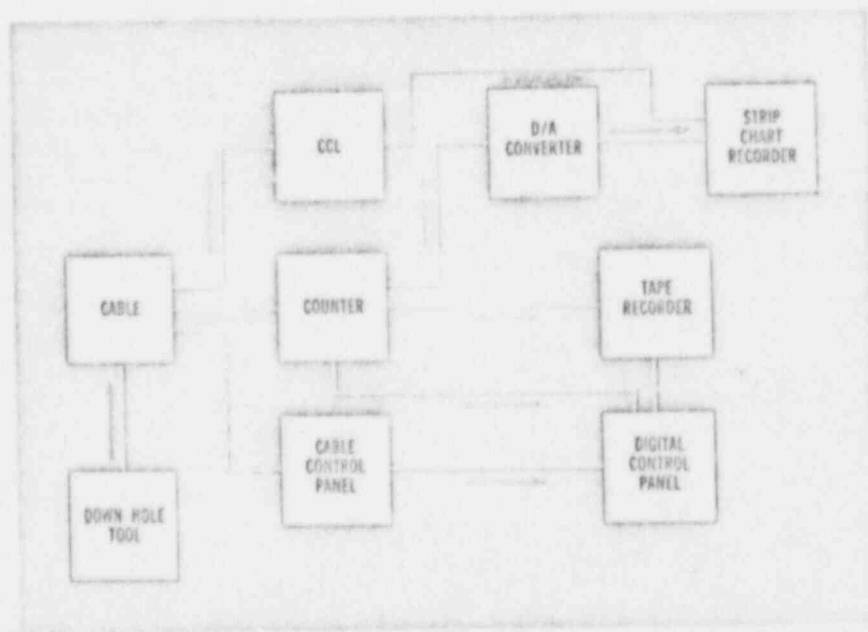 CCL
D/A
CONVERTER
STRIP
CHART
RECORDER
CABLE
COUNTER
TAPE
RECORDER
DOWN HOLE
TOOL
CABLE
CONTROL
PANEL
DIGITAL
CONTROL
PANEL